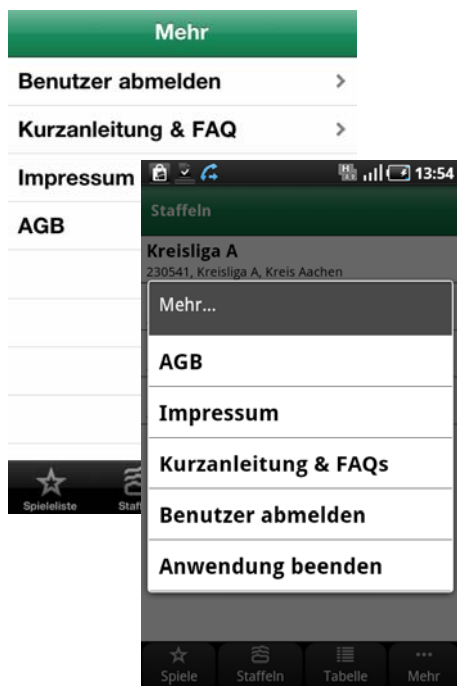 Mehr
Benutzer abmelden
Kurzanleitung & FAQ
Impressum
AGB
Spieleliste
Staf
13:54
Staffeln
Kreisliga A
230541, Kreisliga A, Kreis Aachen
Mehr...
AGB
Impressum
Kurzanleitung & FAQs
Benutzer abmelden
Anwendung beenden
Spiele Staffeln Tabelle Mehr